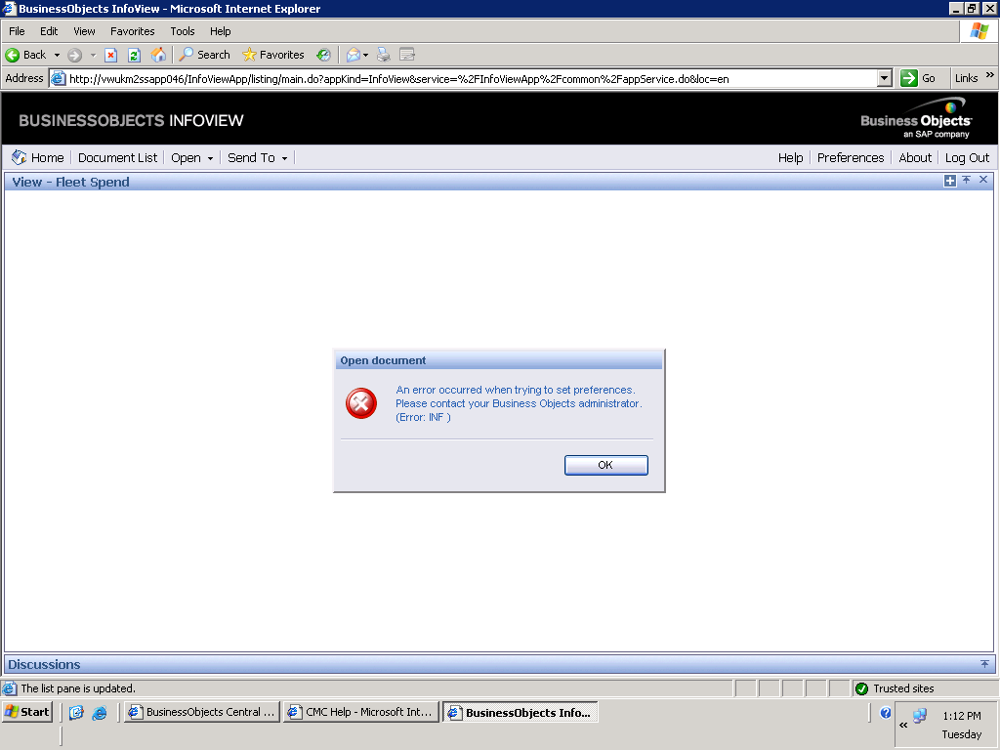 BusinessObjects InfoView - Microsoft Internet Explorer
File Edit View Favorites Tools Help
Back Search Favorites
Address http://vwukm2ssapp046/InfoViewApp/listing/main.do?appKind=InfoView&service=%2FInfoViewApp%2Fcommon%2FappService.do&loc=en Go Links »
BUSINESSOBJECTS INFOVIEW
Business Objects
an SAP company
Home Document List Open Send To Help Preferences About Log Out
View - Fleet Spend
Open document
An error occurred when trying to set preferences.
Please contact your Business Objects administrator.
(Error: INF )
OK
Discussions
The list pane is updated. Trusted sites
Start BusinessObjects Central ... CMC Help - Microsoft Int... BusinessObjects Info... « 1:12 PM
Tuesday